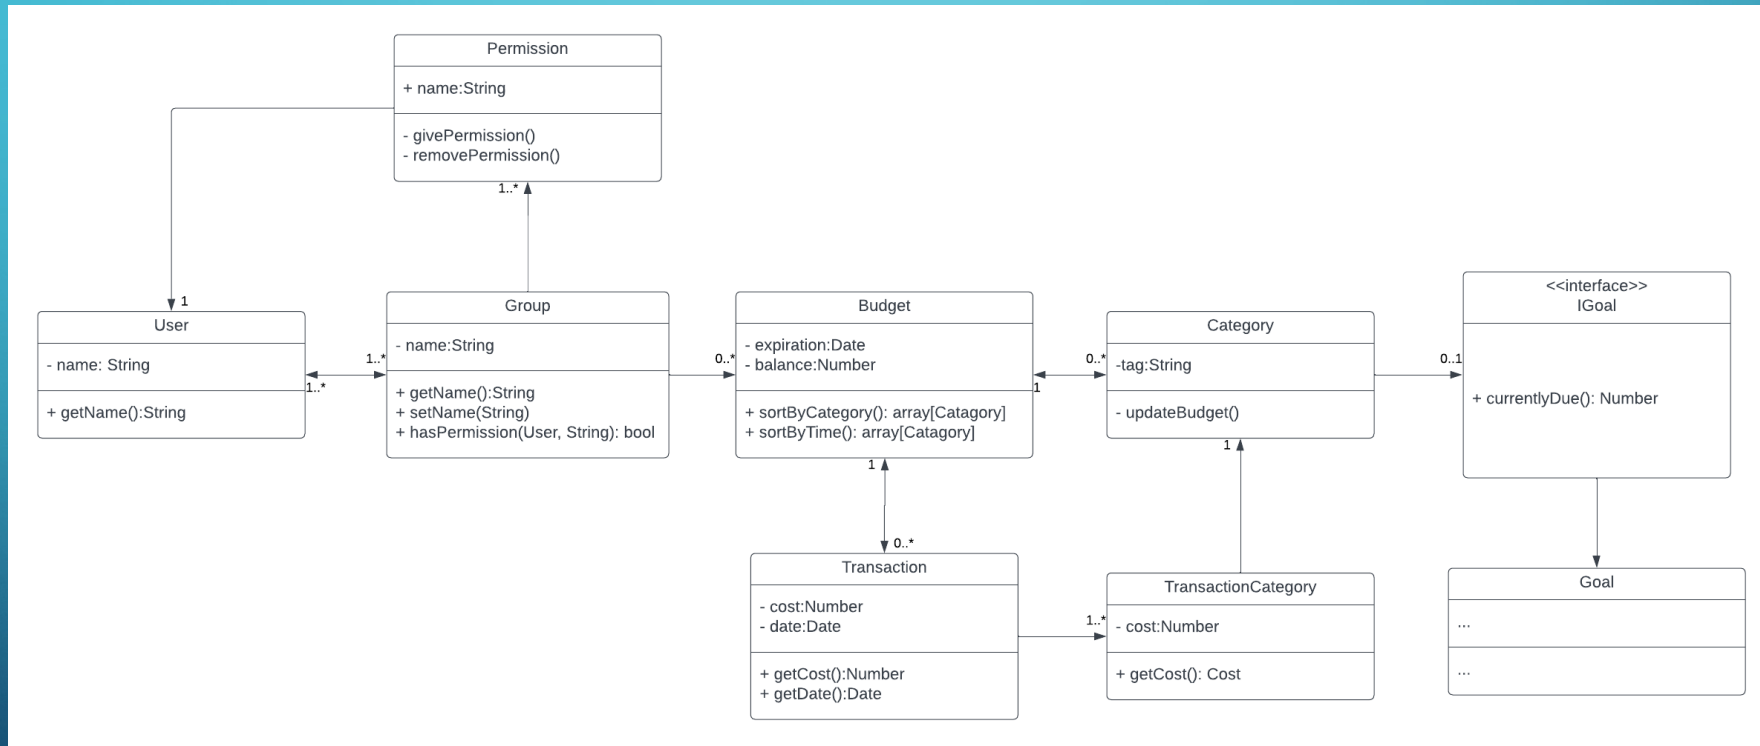 Permission
+ name:String
- givePermission()
- removePermission()
1..*
1
User
- name: String
+ getName():String
1..*
1..*
Group
- name:String
+ getName():String
+ setName(String)
+ hasPermission(User, String): bool
0..*
Budget
- expiration:Date
- balance:Number
+ sortByCategory(): array[Catagory]
+ sortByTime(): array[Catagory]
0..*
1
Category
-tag:String
- updateBudget()
0..1
<<interface>>
IGoal
+ currentlyDue(): Number
1
0..*
Transaction
- cost:Number
- date:Date
+ getCost():Number
+ getDate():Date
1..*
1
TransactionCategory
- cost:Number
+ getCost(): Cost
Goal
...
...